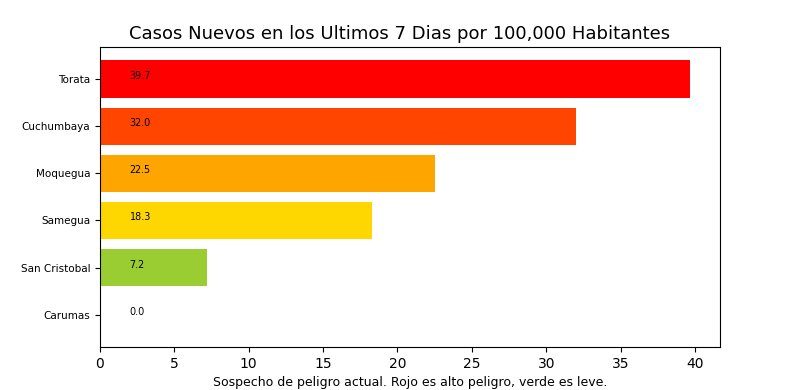 Casos Nuevos en los Ultimos 7 Dias por 100,000 Habitantes
Torata 39.7
Cuchumbaya 32.0
Moquegua 22.5
Samegua 18.3
San Cristobal 7.2
Carumas 0.0
0 5 10 15 20 25 30 35 40
Sospecho de peligro actual. Rojo es alto peligro, verde es leve.